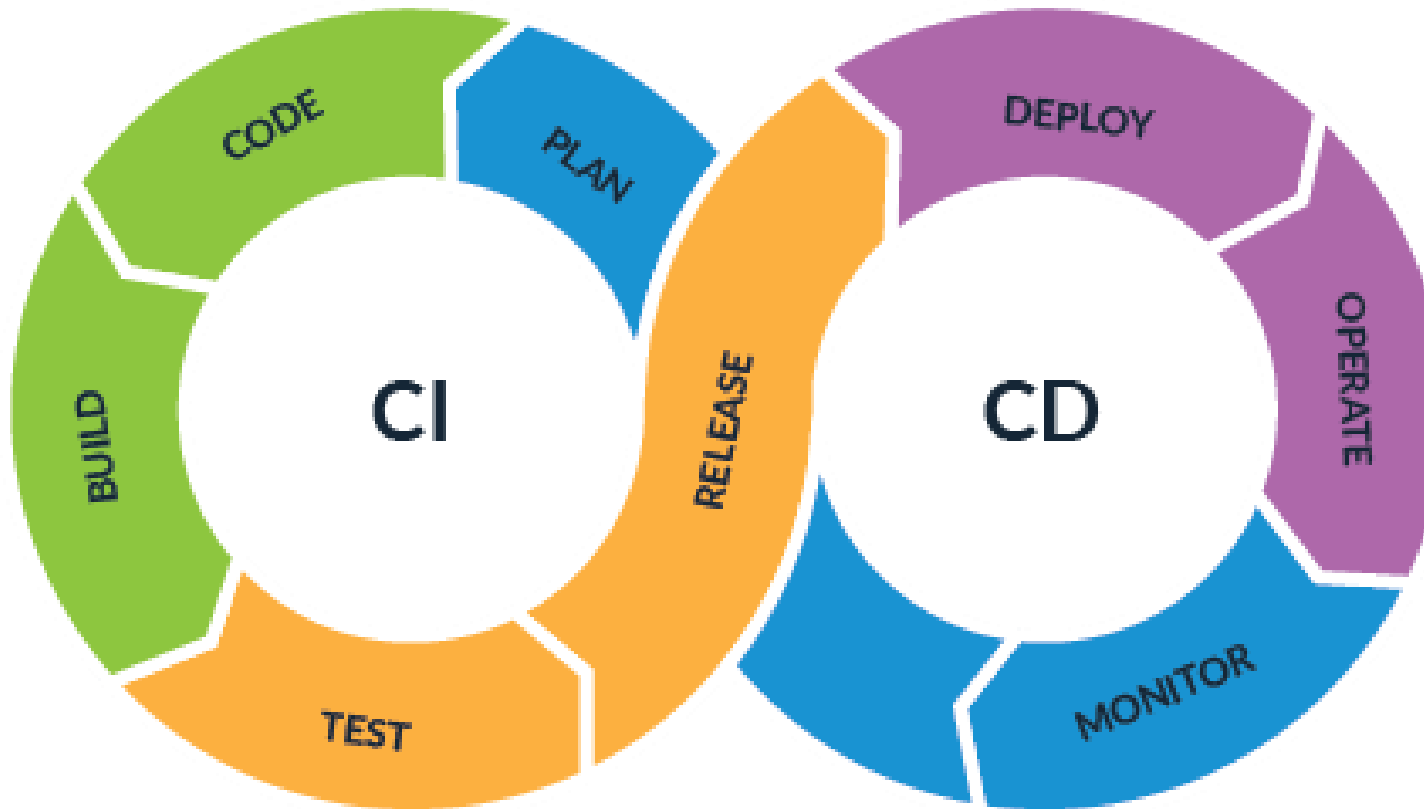 CODE
PLAN
DEPLOY
OPERATE
BUILD
CI
RELEASE
CD
TEST
MONITOR